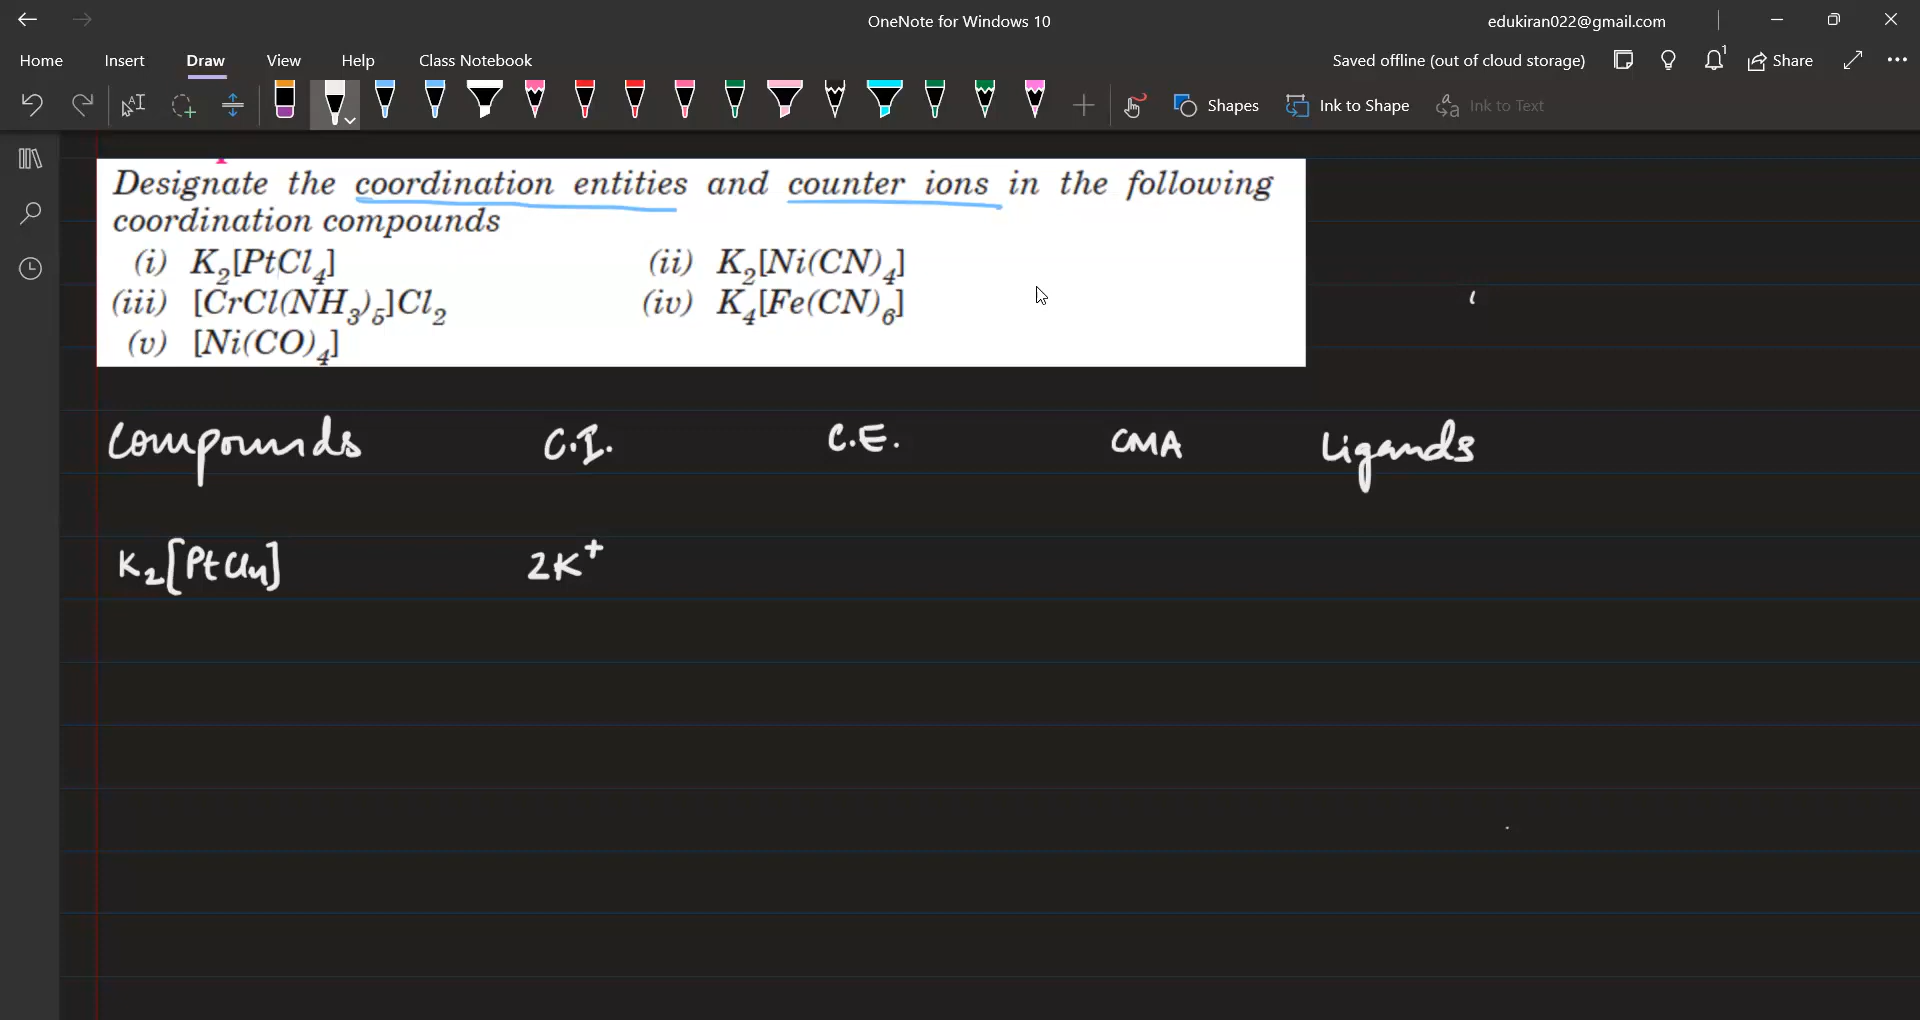 OneNote for Windows 10
edukiran022@gmail.com
Home Insert Draw View Help Class Notebook
Saved offline (out of cloud storage) 1 Share
Shapes Ink to Shape Ink to Text
Designate the coordination entities and counter ions in the following
coordination compounds
(i) K₂[PtCl₄] (ii) K₂[Ni(CN)₄]
(iii) [CrCl(NH₃)₅]Cl₂ (iv) K₄[Fe(CN)₆]
(v) [Ni(CO)₄]
Compounds C.I. C.E. CMA Ligands
K₂[PtCl₄] 2K⁺